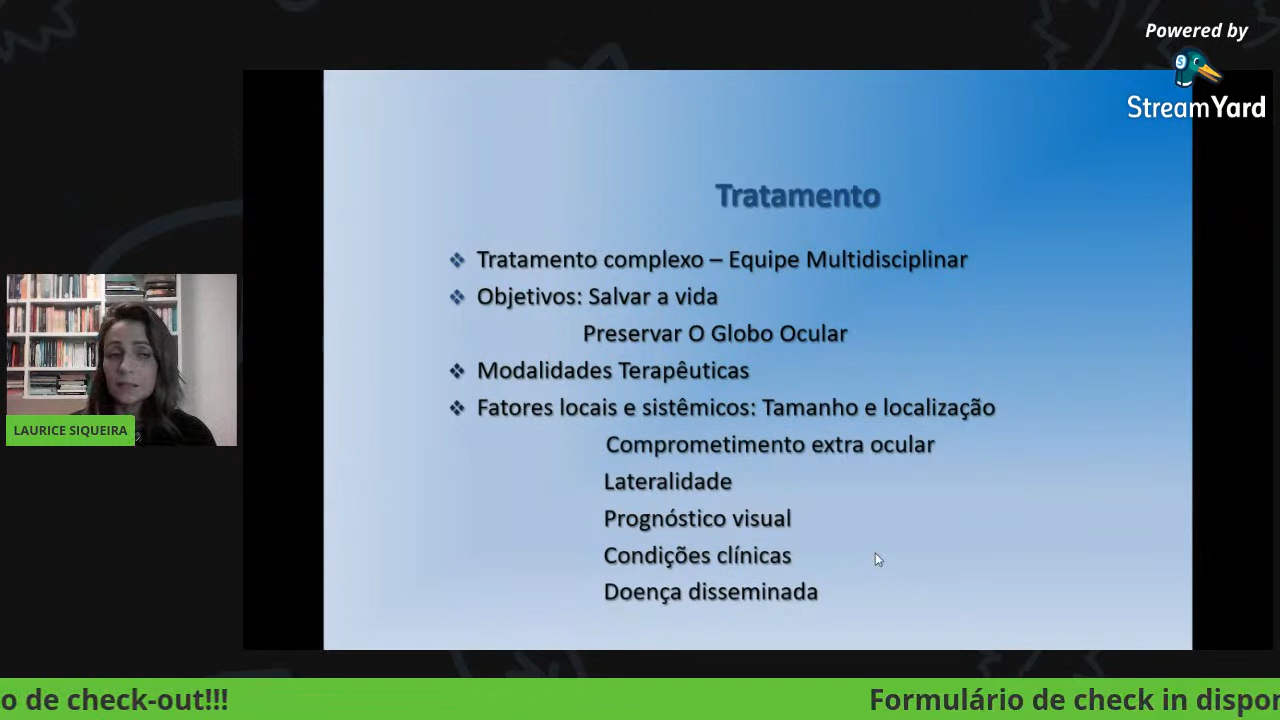 Powered by
StreamYard
Tratamento
Tratamento complexo – Equipe Multidisciplinar
Objetivos: Salvar a vida
Preservar O Globo Ocular
Modalidades Terapêuticas
Fatores locais e sistêmicos: Tamanho e localização
Comprometimento extra ocular
Lateralidade
Prognóstico visual
Condições clínicas
Doença disseminada
LAURICE SIQUEIRA
o de check-out!!!
Formulário de check in dispon